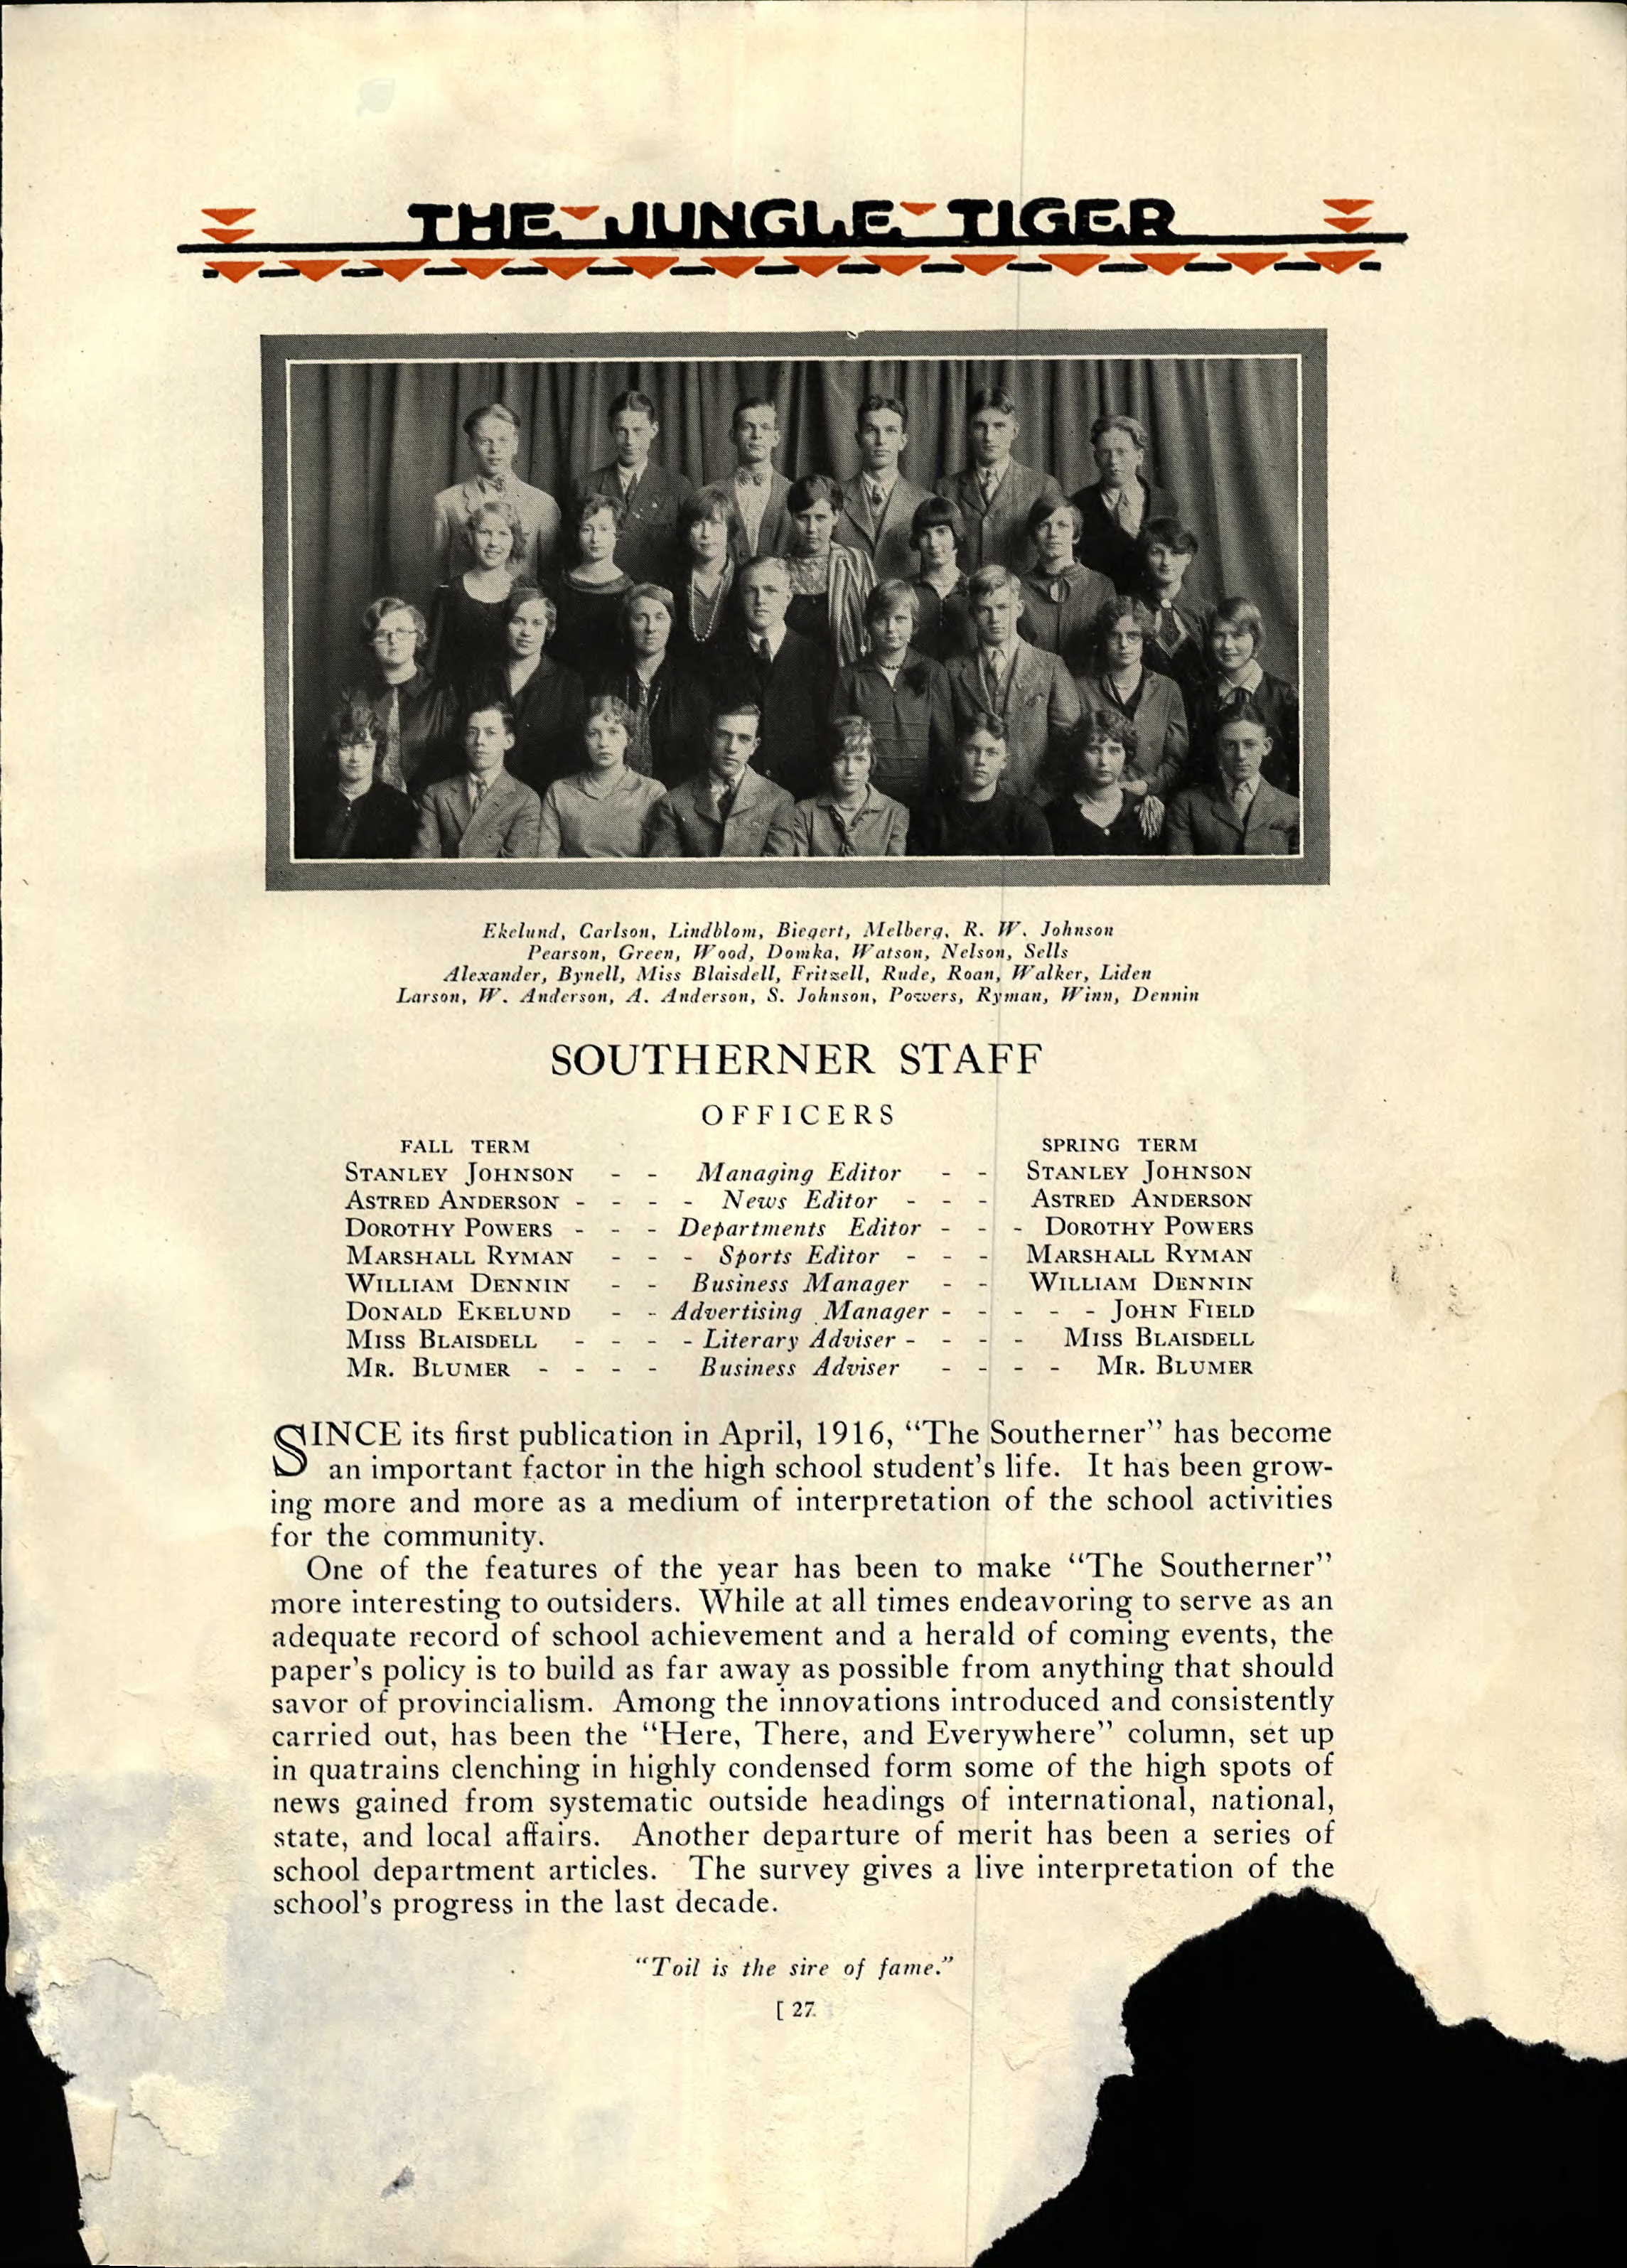 THE JUNGLE TIGER
Ekelund, Carlson, Lindblom, Biegert, Melberg, R. W. Johnson
Pearson, Green, Wood, Domka, Watson, Nelson, Sells
Alexander, Bynell, Miss Blaisdell, Fritzell, Rude, Roan, Walker, Liden
Larson, W. Anderson, A. Anderson, S. Johnson, Powers, Ryman, Winn, Dennin
SOUTHERNER STAFF
OFFICERS
FALL TERM SPRING TERM
STANLEY JOHNSON - - Managing Editor - - STANLEY JOHNSON
ASTRED ANDERSON - - - - News Editor - - - ASTRED ANDERSON
DOROTHY POWERS - - - Departments Editor - - - DOROTHY POWERS
MARSHALL RYMAN - - - Sports Editor - - - MARSHALL RYMAN
WILLIAM DENNIN - - Business Manager - - WILLIAM DENNIN
DONALD EKELUND - - Advertising Manager - - - - - JOHN FIELD
MISS BLAISDELL - - - - Literary Adviser - - - - MISS BLAISDELL
MR. BLUMER - - - - Business Adviser - - - - MR. BLUMER
SINCE its first publication in April, 1916, "The Southerner" has become
an important factor in the high school student's life. It has been grow-
ing more and more as a medium of interpretation of the school activities
for the community.
One of the features of the year has been to make "The Southerner"
more interesting to outsiders. While at all times endeavoring to serve as an
adequate record of school achievement and a herald of coming events, the
paper's policy is to build as far away as possible from anything that should
savor of provincialism. Among the innovations introduced and consistently
carried out, has been the "Here, There, and Everywhere" column, set up
in quatrains clenching in highly condensed form some of the high spots of
news gained from systematic outside headings of international, national,
state, and local affairs. Another departure of merit has been a series of
school department articles. The survey gives a live interpretation of the
school's progress in the last decade.
"Toil is the sire of fame."
[ 27